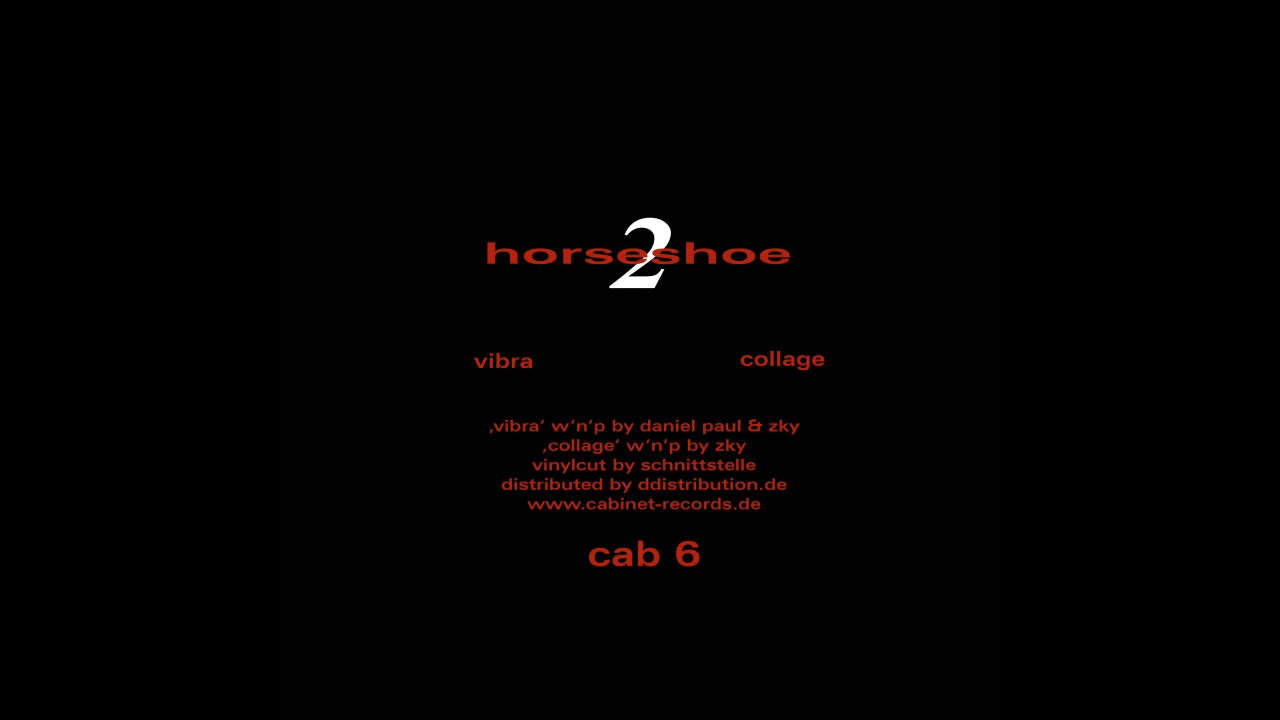 horseshoe
2
vibra
collage
‚vibra‘ w‘n‘p by daniel paul & zky
‚collage‘ w‘n‘p by zky
vinylcut by schnittstelle
distributed by ddistribution.de
www.cabinet-records.de
cab 6